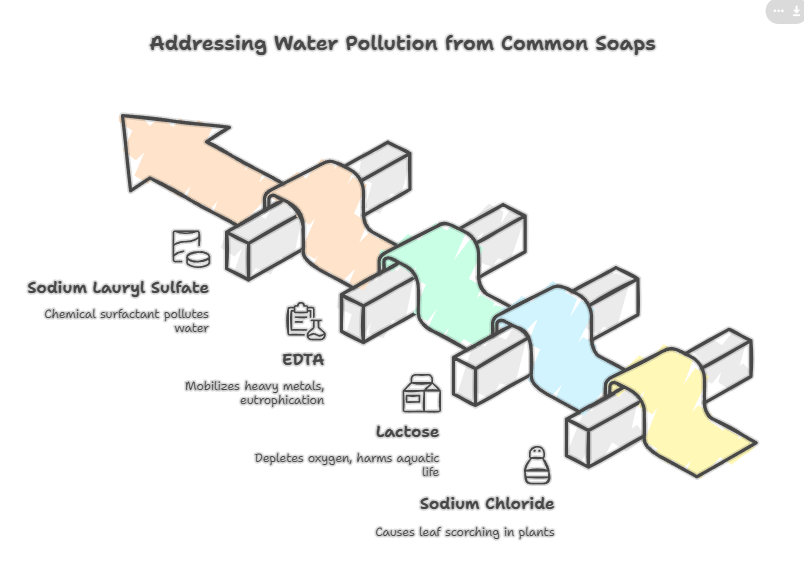 Addressing Water Pollution from Common Soaps
Sodium Lauryl Sulfate
Chemical surfactant pollutes
water
EDTA
Mobilizes heavy metals,
eutrophication
Lactose
Depletes oxygen, harms aquatic
life
Sodium Chloride
Causes leaf scorching in plants